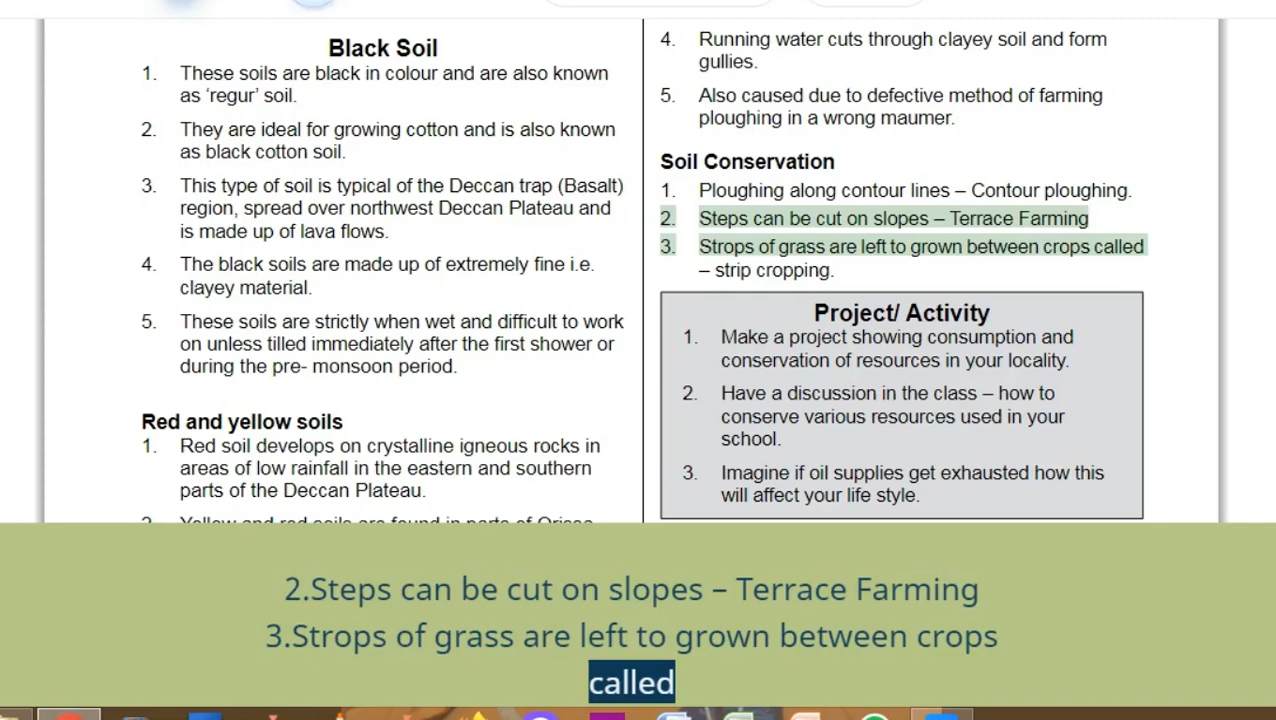 Black Soil
1. These soils are black in colour and are also known
as ‘regur’ soil.
2. They are ideal for growing cotton and is also known
as black cotton soil.
3. This type of soil is typical of the Deccan trap (Basalt)
region, spread over northwest Deccan Plateau and
is made up of lava flows.
4. The black soils are made up of extremely fine i.e.
clayey material.
5. These soils are strictly when wet and difficult to work
on unless tilled immediately after the first shower or
during the pre- monsoon period.
Red and yellow soils
1. Red soil develops on crystalline igneous rocks in
areas of low rainfall in the eastern and southern
parts of the Deccan Plateau.
2. Yellow and red soils are found in parts of Orissa
4. Running water cuts through clayey soil and form
gullies.
5. Also caused due to defective method of farming
ploughing in a wrong maumer.
Soil Conservation
1. Ploughing along contour lines – Contour ploughing.
2. Steps can be cut on slopes – Terrace Farming
3. Strops of grass are left to grown between crops called
– strip cropping.
Project/ Activity
1. Make a project showing consumption and
conservation of resources in your locality.
2. Have a discussion in the class – how to
conserve various resources used in your
school.
3. Imagine if oil supplies get exhausted how this
will affect your life style.
2.Steps can be cut on slopes – Terrace Farming
3.Strops of grass are left to grown between crops
called